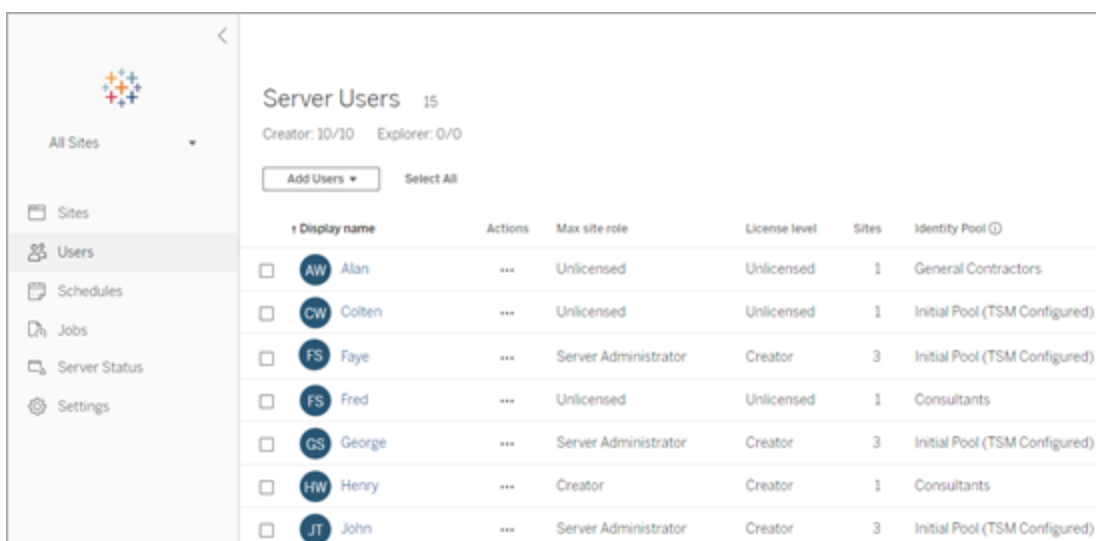 All Sites
Sites
Users
Schedules
Jobs
Server Status
Settings
Server Users 15
Creator: 10/10 Explorer: 0/0
Add Users Select All
↑ Display name Actions Max site role License level Sites Identity Pool
AW Alan ... Unlicensed Unlicensed 1 General Contractors
CW Colten ... Unlicensed Unlicensed 1 Initial Pool (TSM Configured)
FS Faye ... Server Administrator Creator 3 Initial Pool (TSM Configured)
FS Fred ... Unlicensed Unlicensed 1 Consultants
GS George ... Server Administrator Creator 3 Initial Pool (TSM Configured)
HW Henry ... Creator Creator 1 Consultants
JT John ... Server Administrator Creator 3 Initial Pool (TSM Configured)